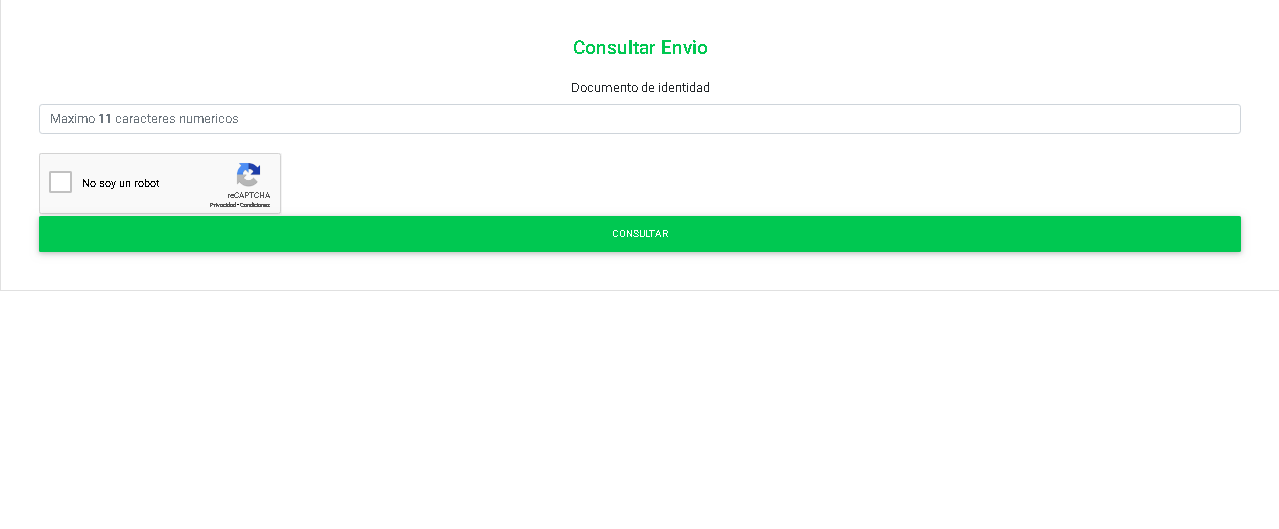 Consultar Envio
Documento de identidad
Maximo 11 caracteres numericos
No soy un robot
reCAPTCHA
Privacidad • Condiciones
CONSULTAR